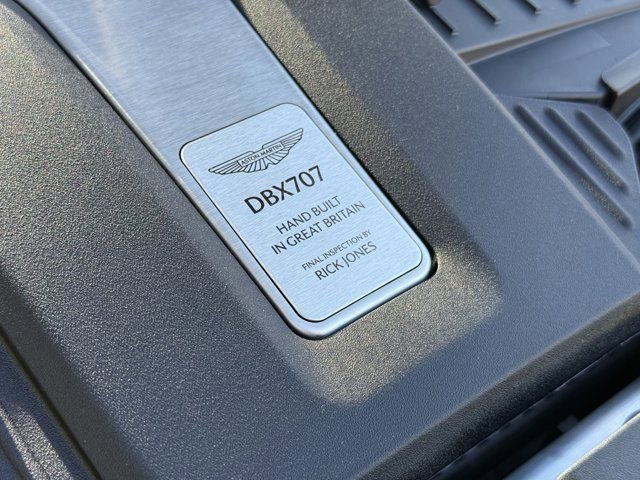 ASTON MARTIN
DBX707
HAND BUILT
IN GREAT BRITAIN
FINAL INSPECTION BY
RICK JONES